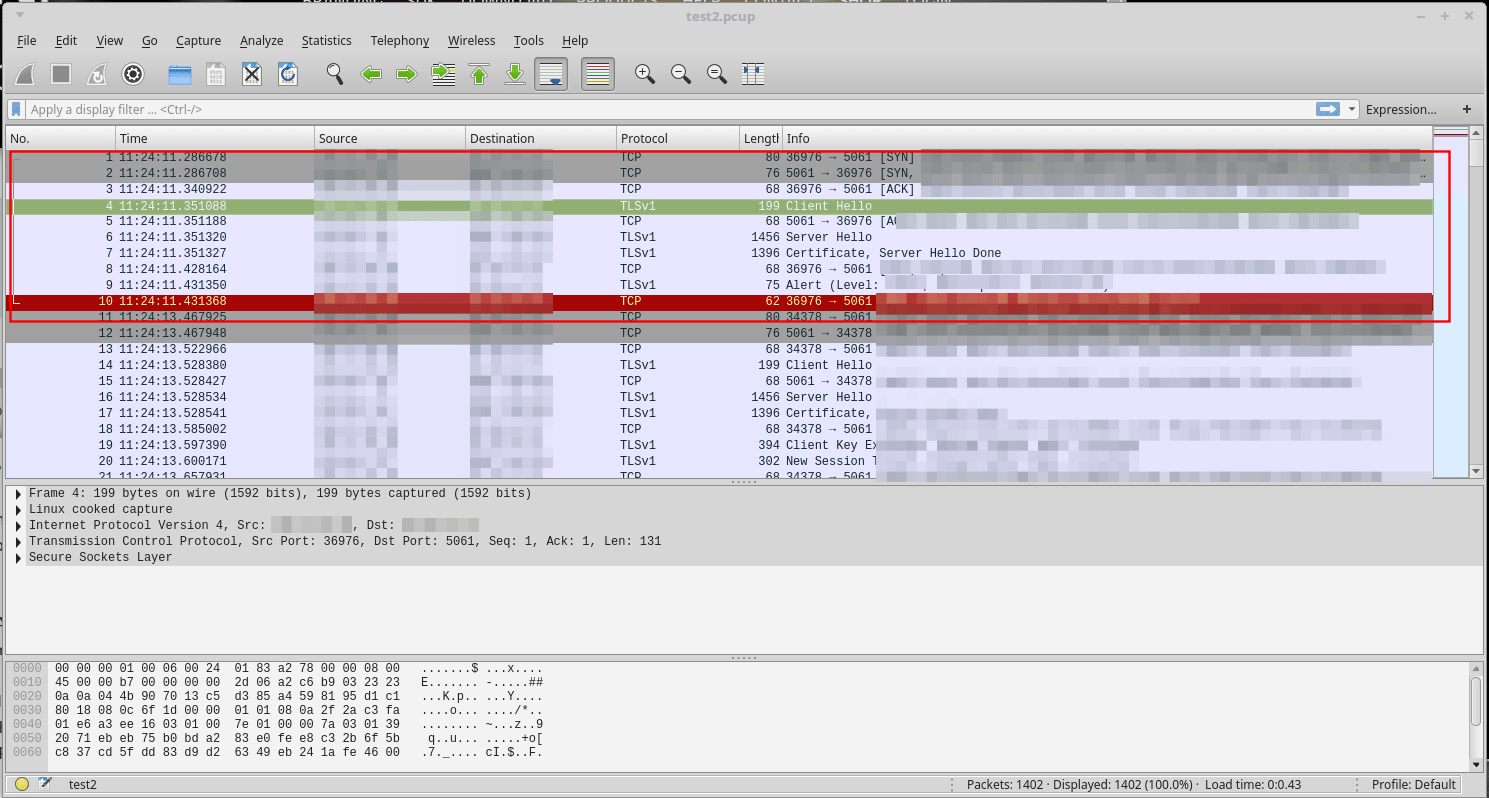 test2.pcup
File Edit View Go Capture Analyze Statistics Telephony Wireless Tools Help
Apply a display filter ... <Ctrl-/> Expression... +
No. Time Source Destination Protocol Length Info
1 11:24:11.286678 TCP 80 36976 → 5061 [SYN] …
2 11:24:11.286708 TCP 76 5061 → 36976 [SYN, …
3 11:24:11.340922 TCP 68 36976 → 5061 [ACK]
4 11:24:11.351088 TLSv1 199 Client Hello
5 11:24:11.351188 TCP 68 5061 → 36976
6 11:24:11.351320 TLSv1 1456 Server Hello
7 11:24:11.351327 TLSv1 1396 Certificate, Server Hello Done
8 11:24:11.428164 TCP 68 36976 → 5061
9 11:24:11.431350 TLSv1 75 Alert (Level:
10 11:24:11.431368 TCP 62 36976 → 5061
11 11:24:13.467925 TCP 80 34378 → 5061
12 11:24:13.467948 TCP 76 5061 → 34378
13 11:24:13.522966 TCP 68 34378 → 5061
14 11:24:13.528380 TLSv1 199 Client Hello
15 11:24:13.528427 TCP 68 5061 → 34378
16 11:24:13.528534 TLSv1 1456 Server Hello
17 11:24:13.528541 TLSv1 1396 Certificate,
18 11:24:13.585002 TCP 68 34378 → 5061
19 11:24:13.597390 TLSv1 394 Client Key
20 11:24:13.600171 TLSv1 302 New Session
21 11:24:13.657931 TCP 68 34378 → 5061
Frame 4: 199 bytes on wire (1592 bits), 199 bytes captured (1592 bits)
Linux cooked capture
Internet Protocol Version 4, Src: , Dst:
Transmission Control Protocol, Src Port: 36976, Dst Port: 5061, Seq: 1, Ack: 1, Len: 131
Secure Sockets Layer
0000 00 00 00 01 00 06 00 24 01 83 a2 78 00 00 08 00 .......$ ...x....
0010 45 00 00 b7 00 00 00 00 2d 06 a2 c6 b9 03 23 23 E....... -.....##
0020 0a 0a 04 4b 90 70 13 c5 d3 85 a4 59 81 95 d1 c1 ...K.p.. ...Y....
0030 80 18 08 0c 6f 1d 00 00 01 01 08 0a 2f 2a c3 fa ....o... ..../*..
0040 01 e6 a3 ee 16 03 01 00 7e 01 00 00 7a 03 01 39 ........ ~...z..9
0050 20 71 eb eb 75 b0 bd a2 83 e0 fe e8 c3 2b 6f 5b q..u... .....+o[
0060 c8 37 cd 5f dd 83 d9 d2 63 49 eb 24 1a fe 46 00 .7._.... cI.$..F.
test2 Packets: 1402 · Displayed: 1402 (100.0%) · Load time: 0:0.43 Profile: Default